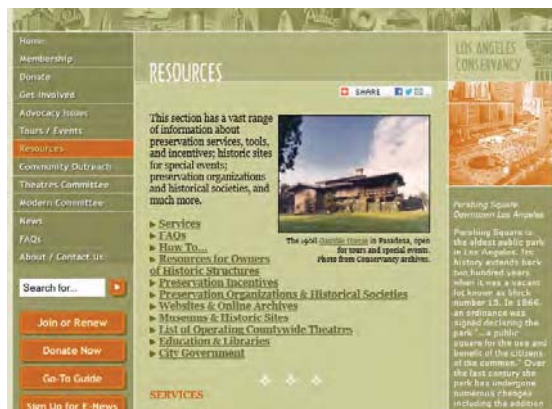 Home
Membership
Donate
Get Involved
Advocacy Issues
Tours / Events
Resources
Community Outreach
Theatres Committee
Modern Committee
News
FAQs
About / Contact Us
Search for...
Join or Renew
Donate Now
Go-To Guide
Sign Up for E-News
RESOURCES
SHARE
This section has a vast range
of information about
preservation services, tools,
and incentives; historic sites
for special events;
preservation organizations
and historical societies, and
much more.
The 1908 Gamble House in Pasadena, open
for tours and special events.
Photo from Conservancy archives.
Services
FAQs
How To...
Resources for Owners
of Historic Structures
Preservation Incentives
Preservation Organizations & Historical Societies
Websites & Online Archives
Museums & Historic Sites
List of Operating Countywide Theatres
Education & Libraries
City Government
SERVICES
LOS ANGELES
CONSERVANCY
Pershing Square
Downtown Los Angeles
Pershing Square is
the oldest public park
in Los Angeles. Its
history extends back
two hundred years
when it was a vacant
lot known as block
number 15. In 1866,
an ordinance was
signed declaring the
park "...a public
square for the use and
benefit of the citizens
of the common." Over
the last century the
park has undergone
numerous changes
including the addition